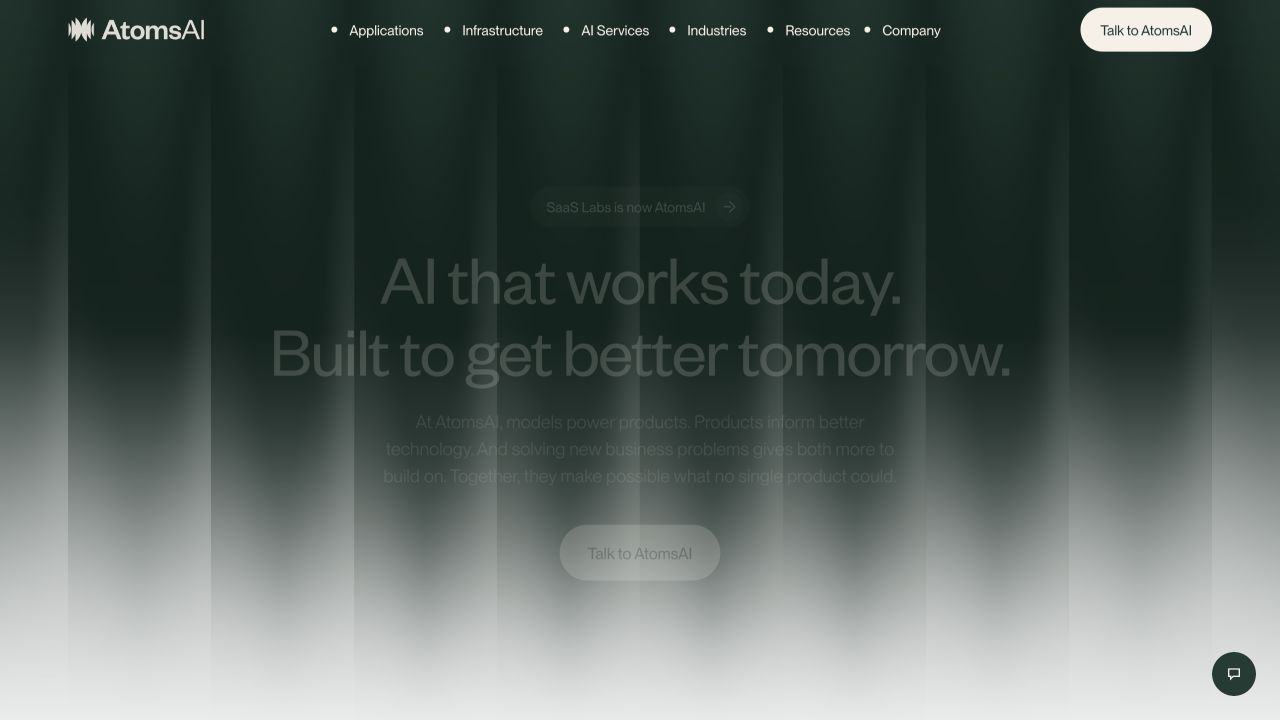 AtomsAI
Applications
Infrastructure
AI Services
Industries
Resources
Company
Talk to AtomsAI
SaaS Labs is now AtomsAI
AI that works today.
Built to get better tomorrow.
At AtomsAI, models power products. Products inform better
technology. And solving new business problems gives both more to
build on. Together, they make possible what no single product could.
Talk to AtomsAI